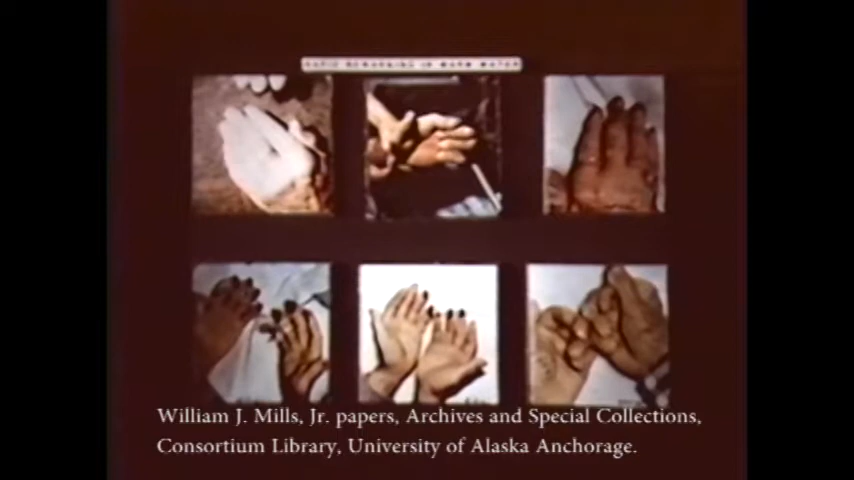 RAPID REWARMING IN WARM WATER
William J. Mills, Jr. papers, Archives and Special Collections,
Consortium Library, University of Alaska Anchorage.